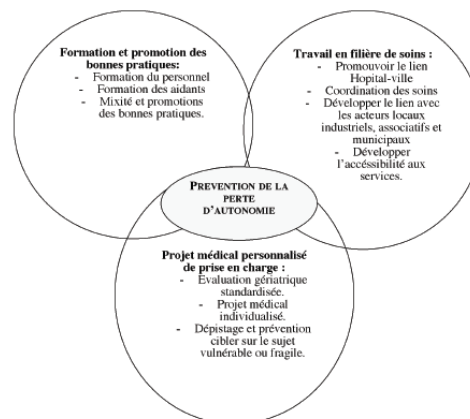 Formation et promotion des
bonnes pratiques:
- Formation du personnel
- Formation des aidants
- Mixité et promotions
des bonnes pratiques.
Travail en filière de soins :
- Promouvoir le lien
Hopital-ville
- Coordination des soins
- Développer le lien avec
les acteurs locaux
industriels, associatifs et
municipaux
- Développer
l'accéssibilité aux
services.
PREVENTION DE LA
PERTE
D'AUTONOMIE
Projet médical personnalisé
de prise en charge :
- Evaluation gériatrique
standardisée.
- Projet médical
individualisé.
- Dépistage et prévention
cibler sur le sujet
vulnérable ou fragile.